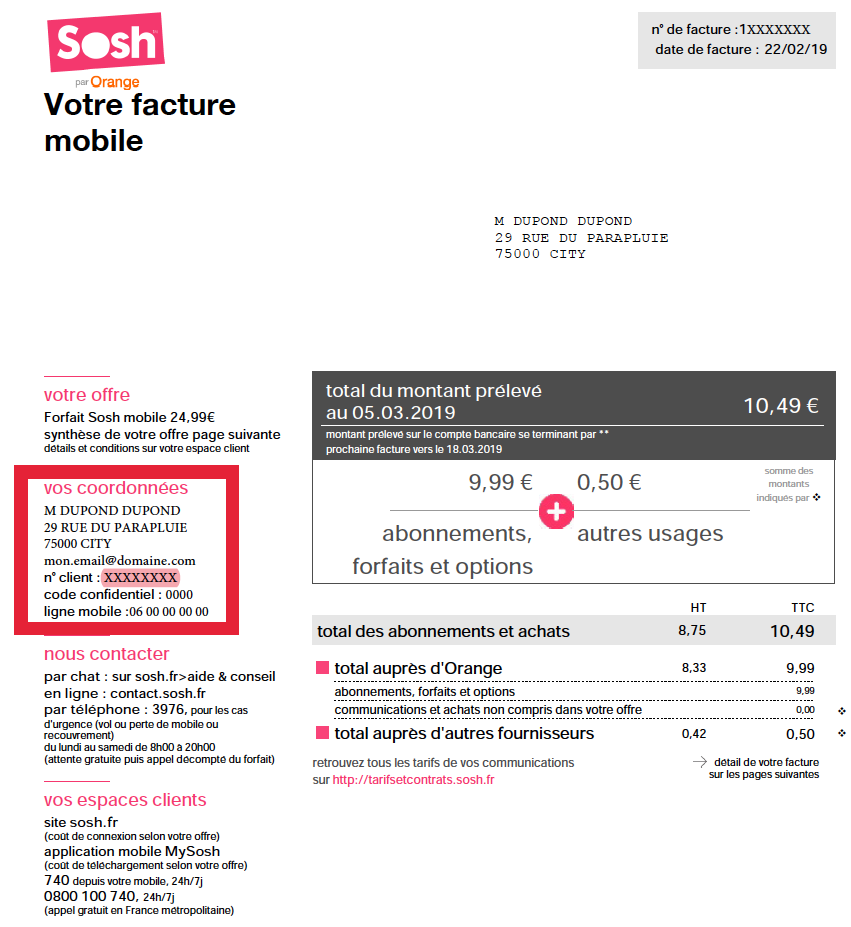 Sosh
par Orange
Votre facture
mobile
n° de facture :1XXXXXXX
date de facture : 22/02/19
M DUPOND DUPOND
29 RUE DU PARAPLUIE
75000 CITY
votre offre
Forfait Sosh mobile 24,99€
synthèse de votre offre page suivante
détails et conditions sur votre espace client
vos coordonnées
M DUPOND DUPOND
29 RUE DU PARAPLUIE
75000 CITY
mon.email@domaine.com
n° client : XXXXXXXX
code confidentiel : 0000
ligne mobile :06 00 00 00 00
nous contacter
par chat : sur sosh.fr>aide & conseil
en ligne : contact.sosh.fr
par téléphone : 3976, pour les cas
d'urgence (vol ou perte de mobile ou
recouvrement)
du lundi au samedi de 8h00 à 20h00
(attente gratuite puis appel décompté du forfait)
vos espaces clients
site sosh.fr
(coût de connexion selon votre offre)
application mobile MySosh
(coût de téléchargement selon votre offre)
740 depuis votre mobile, 24h/7j
0800 100 740, 24h/7j
(appel gratuit en France métropolitaine)
total du montant prélevé
au 05.03.2019
10,49 €
montant prélevé sur le compte bancaire se terminant par **
prochaine facture vers le 18.03.2019
9,99 € + 0,50 €
abonnements,
forfaits et options
autres usages
somme des
montants
indiqués par ❖
HT TTC
total des abonnements et achats 8,75 10,49
total auprès d'Orange 8,33 9,99
abonnements, forfaits et options 9,99
communications et achats non compris dans votre offre 0,00 ❖
total auprès d'autres fournisseurs 0,42 0,50 ❖
retrouvez tous les tarifs de vos communications
sur http://tarifsetcontrats.sosh.fr
→ détail de votre facture
sur les pages suivantes